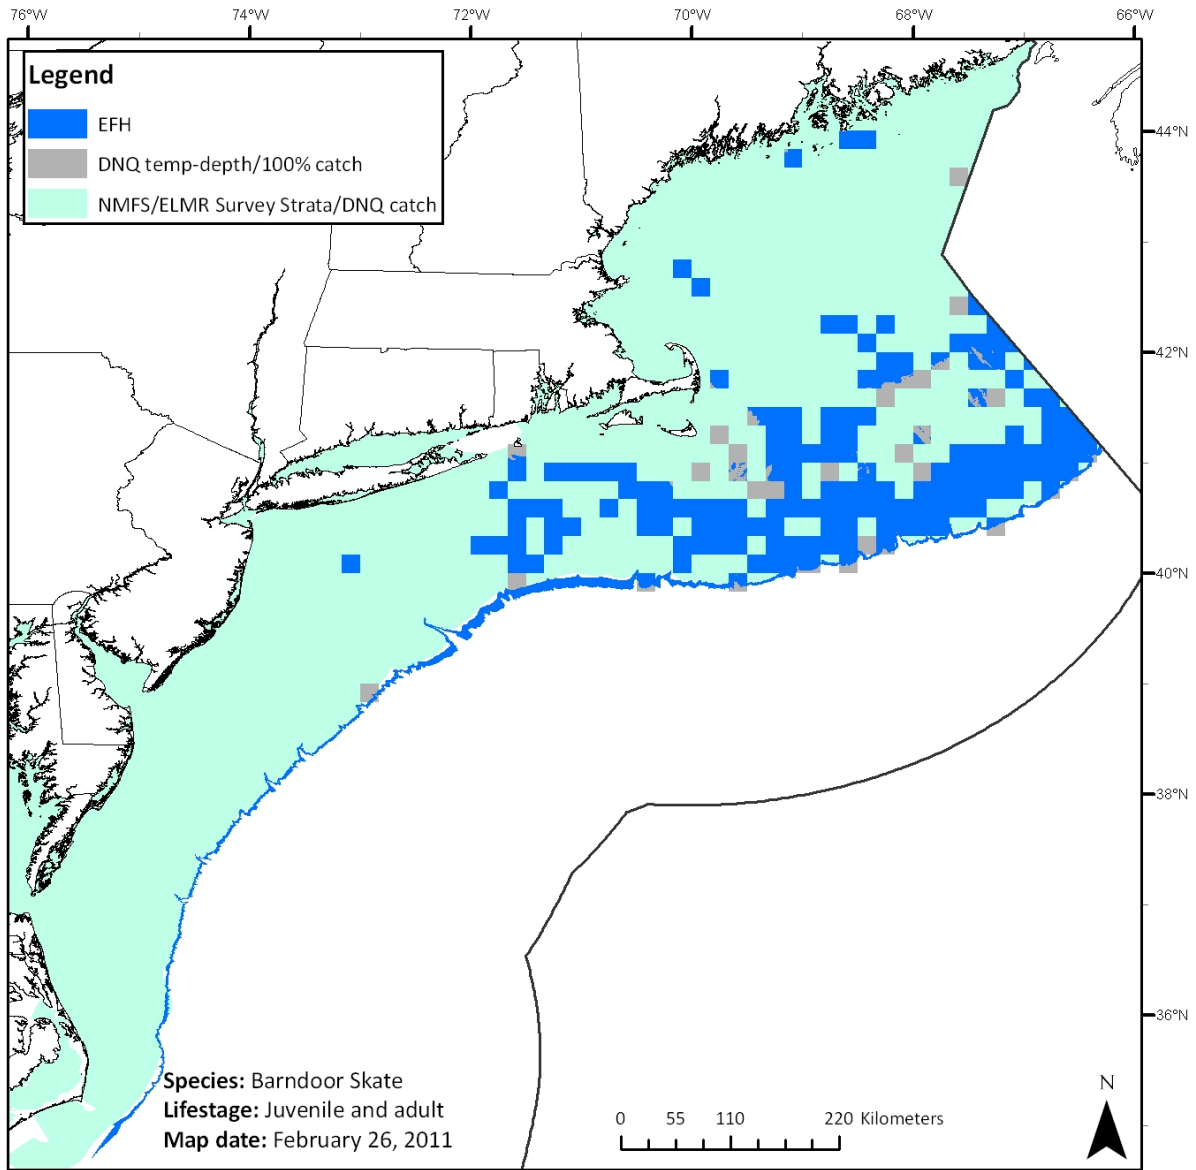 76°W 74°W 72°W 70°W 68°W 66°W
Legend
EFH
DNQ temp-depth/100% catch
NMFS/ELMR Survey Strata/DNQ catch
44°N
42°N
40°N
38°N
36°N
Species: Barndoor Skate
Lifestage: Juvenile and adult
Map date: February 26, 2011
0 55 110 220 Kilometers
N